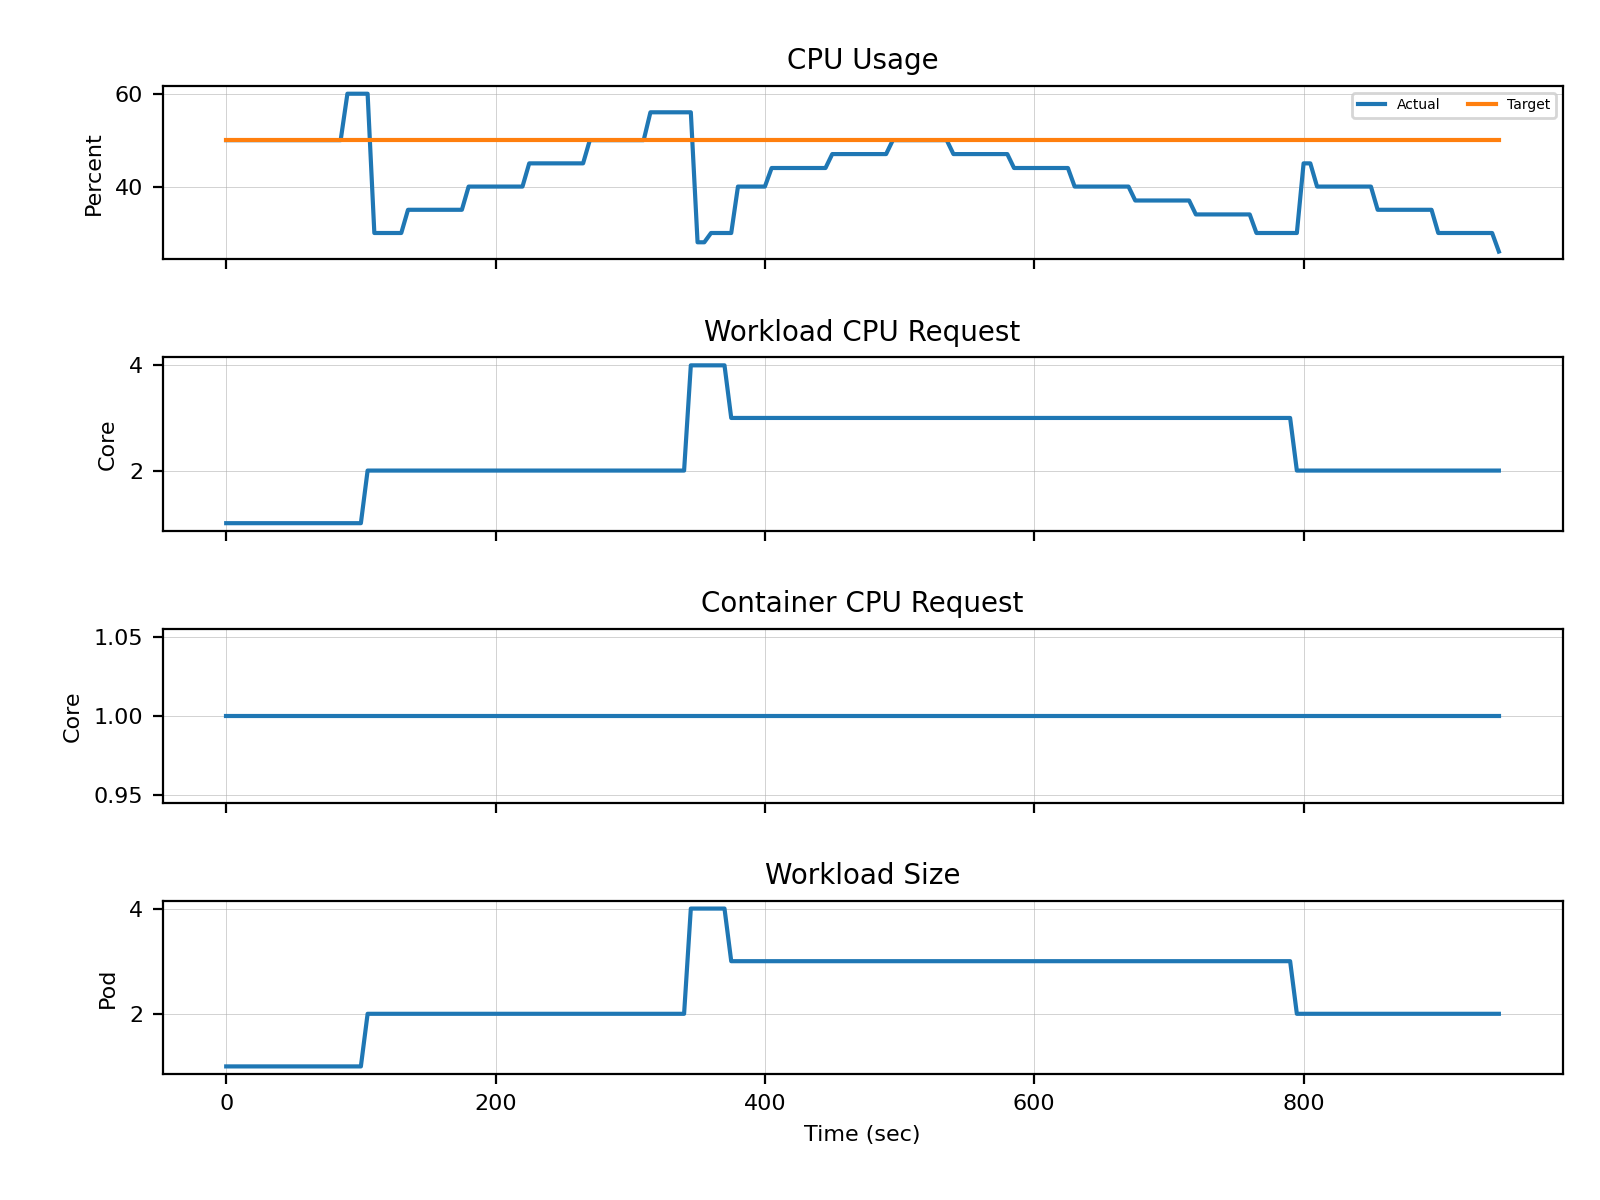 CPU Usage
60
40
Percent
Actual
Target
Workload CPU Request
4
2
Core
Container CPU Request
1.05
1.00
0.95
Core
Workload Size
4
2
Pod
0 200 400 600 800
Time (sec)